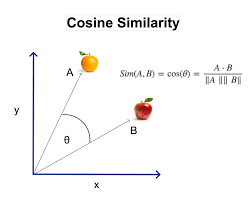 Cosine Similarity
A
Sim(A, B) = cos(θ) = A · B / ‖A ‖‖ B‖
y
θ
B
x